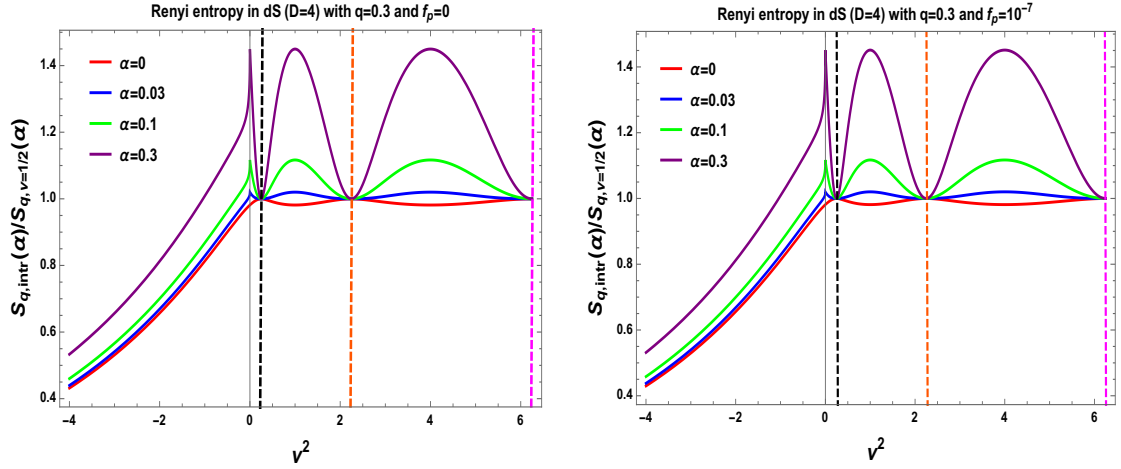 Renyi entropy in dS (D=4) with q=0.3 and f_p=0
S_{q,intr}(α)/S_{q,ν=1/2}(α)
1.4
1.2
1.0
0.8
0.6
0.4
α=0
α=0.03
α=0.1
α=0.3
-4 -2 0 2 4 6
ν^2
Renyi entropy in dS (D=4) with q=0.3 and f_p=10^{-7}
S_{q,intr}(α)/S_{q,ν=1/2}(α)
1.4
1.2
1.0
0.8
0.6
0.4
α=0
α=0.03
α=0.1
α=0.3
-4 -2 0 2 4 6
ν^2